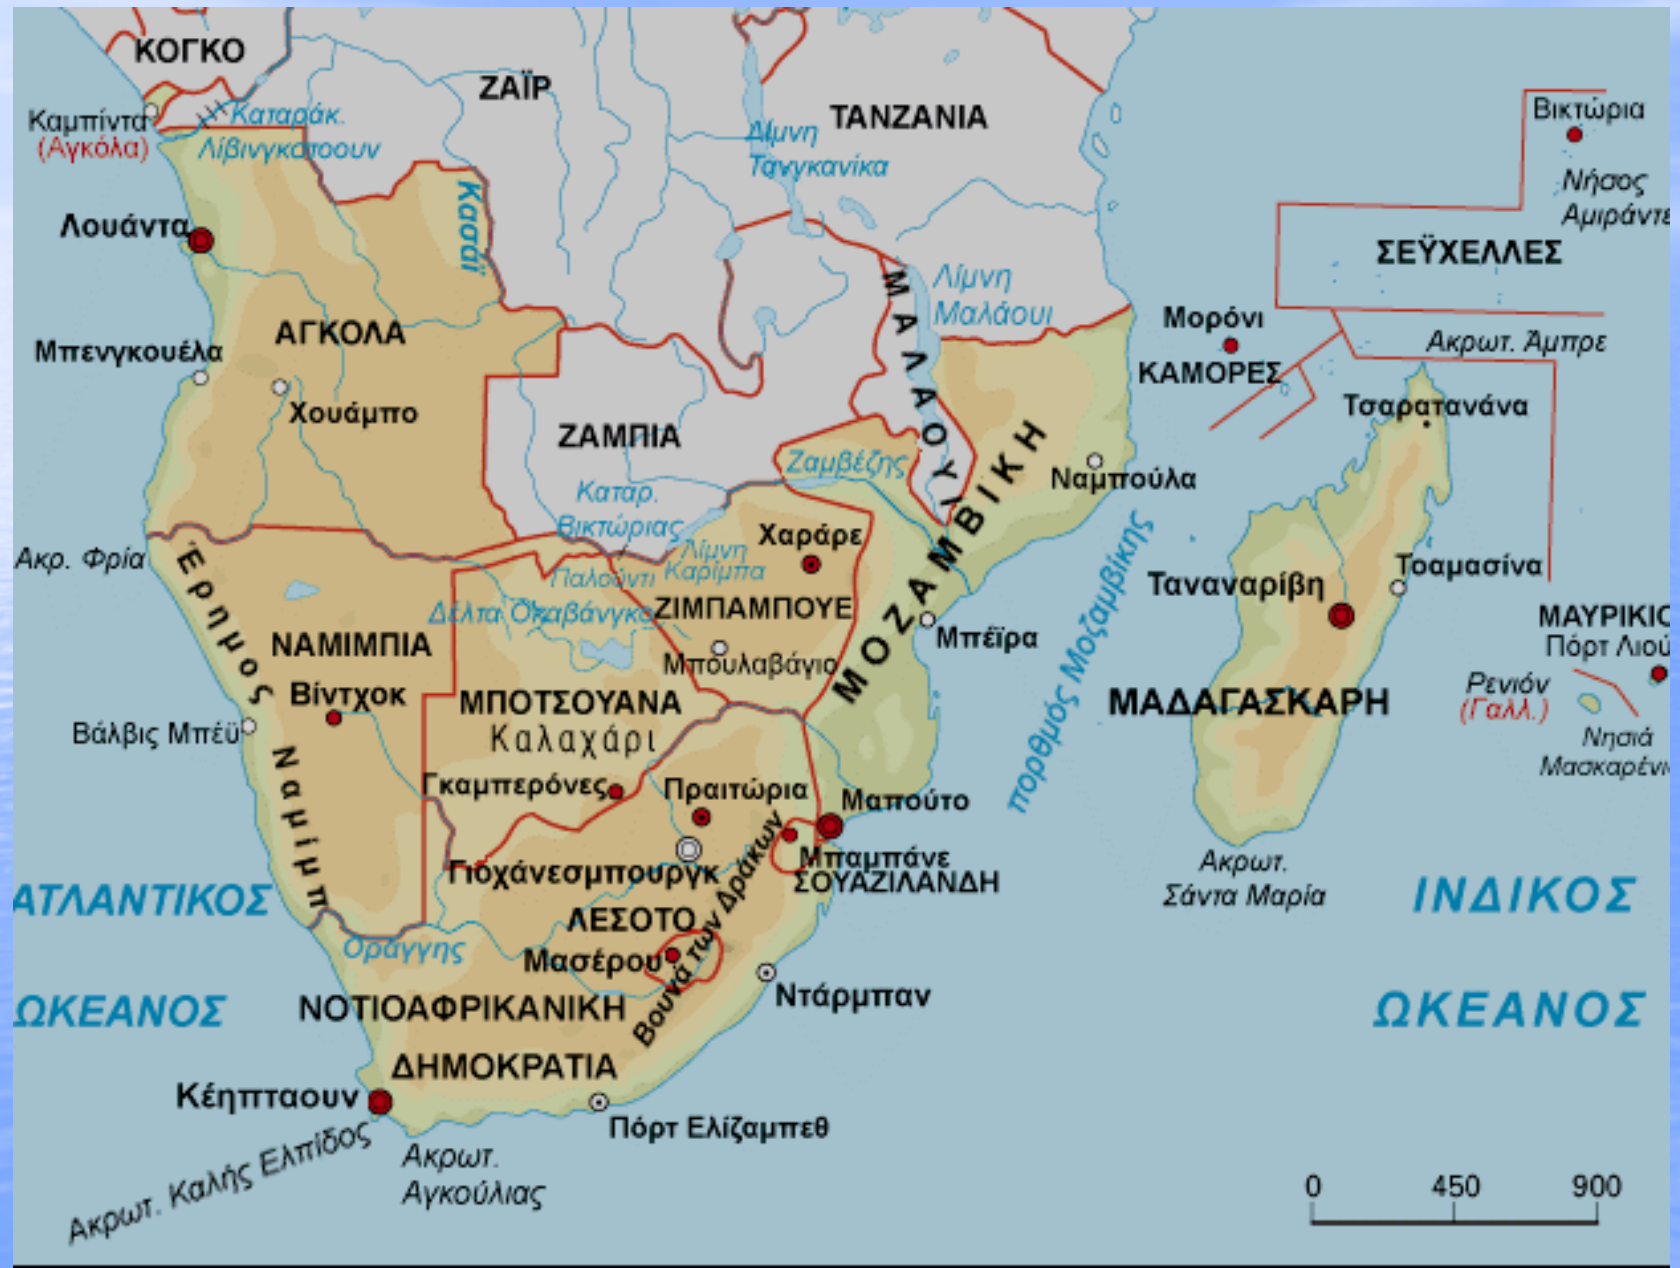 ΚΟΓΚΟ
ΖΑΪΡ
ΤΑΝΖΑΝΙΑ
Καμπίντα
(Αγκόλα)
Καταράκ.
Λίβινγκστοουν
Λίμνη
Τανγκανίκα
Βικτώρια
Νήσος
Αμιράντε
Κασάϊ
Λουάντα
ΣΕΫΧΕΛΛΕΣ
Λίμνη
Μαλάουι
ΜΑΛΑΟΥΙ
Μορόνι
ΚΑΜΟΡΕΣ
Ακρωτ. Άμπρε
ΑΓΚΟΛΑ
Μπενγκουέλα
Χουάμπο
Τσαρατανάνα
ΖΑΜΠΙΑ
Ζαμβέζης
Ναμπούλα
Καταρ.
Βικτώριας
Χαράρε
Λίμνη
Καρίμπα
Ακρ. Φρία
Παλούντι
Δέλτα Οκαβάνγκο
ΖΙΜΠΑΜΠΟΥΕ
ΜΟΖΑΜΒΙΚΗ
Τοαμασίνα
Ταναναρίβη
ΝΑΜΙΜΠΙΑ
Μπουλαβάγιο
Μπέϊρα
ΜΑΥΡΙΚΙΟ
Πόρτ Λιού
Έρημος Ναμίμπ
Βίντχοκ
ΜΠΟΤΣΟΥΑΝΑ
Καλαχάρι
πορθμός Μοζαμβίκης
ΜΑΔΑΓΑΣΚΑΡΗ
Ρενιόν
(Γαλλ.)
Βάλβις Μπέϋ
Νησιά
Μασκαρένι
Γκαμπερόνες
Πραιτώρια
Μαπούτο
Γιοχάνεσμπουργκ
Μπαμπάνε
ΣΟΥΑΖΙΛΑΝΔΗ
Ακρωτ.
Σάντα Μαρία
ΑΤΛΑΝΤΙΚΟΣ
ΩΚΕΑΝΟΣ
ΙΝΔΙΚΟΣ
ΩΚΕΑΝΟΣ
ΛΕΣΟΤΟ
Μασέρου
Βουνά των Δράκων
Οράγγης
Ντάρμπαν
ΝΟΤΙΟΑΦΡΙΚΑΝΙΚΗ
ΔΗΜΟΚΡΑΤΙΑ
Κέηπταουν
Πόρτ Ελίζαμπεθ
Ακρωτ. Καλής Ελπίδος
Ακρωτ.
Αγκούλιας
0 450 900